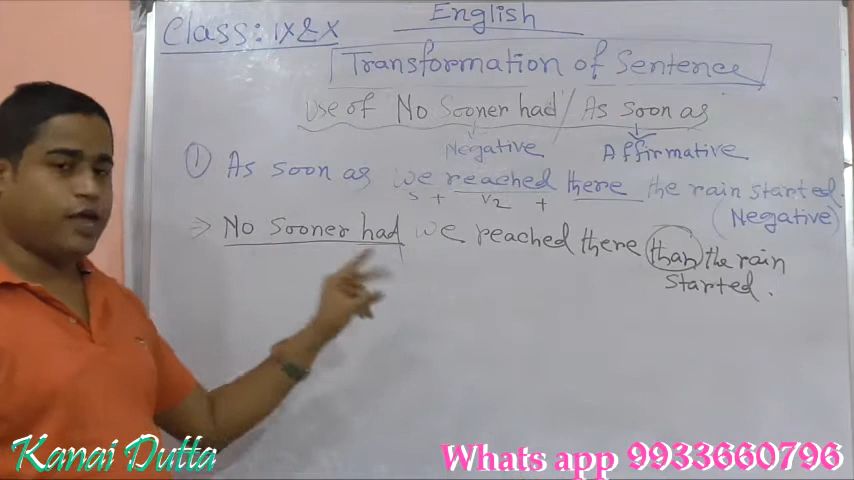 English
Class: IX & X
Transformation of Sentence
Use of No Sooner had / As soon as
Negative
Affirmative
① As soon as we reached there the rain started.
S + V2 +
(Negative)
⇒ No Sooner had we reached there than the rain
started.
Kanai Dutta
Whats app 9933660796